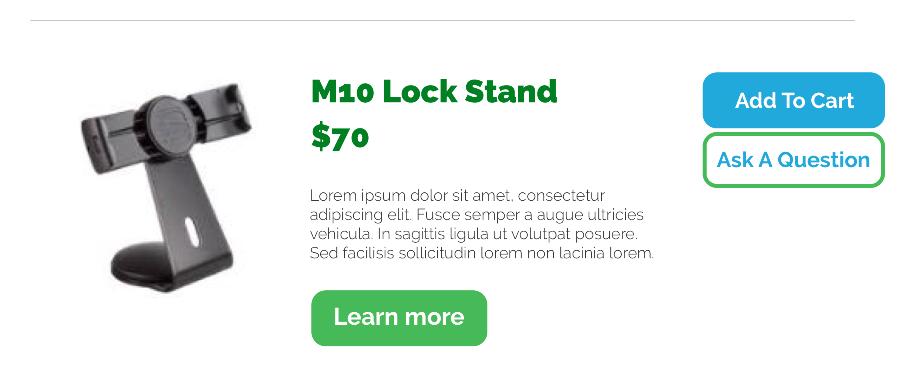 M10 Lock Stand
$70
Lorem ipsum dolor sit amet, consectetur
adipiscing elit. Fusce semper a augue ultricies
vehicula. In sagittis ligula ut volutpat posuere.
Sed facilisis sollicitudin lorem non lacinia lorem.
Learn more
Add To Cart
Ask A Question